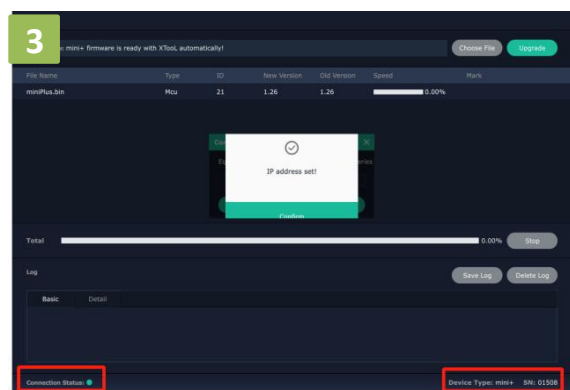 3
mini+ firmware is ready with XTooL automatically!
Choose File
Upgrade
File Name Type ID New Version Old Version Speed Mark
miniPlus.bin Mcu 21 1.26 1.26 0.00%
IP address set!
Confirm
Total 0.00% Stop
Log
Save Log Delete Log
Basic Detail
Connection Status:
Device Type: mini+ SN: 01508